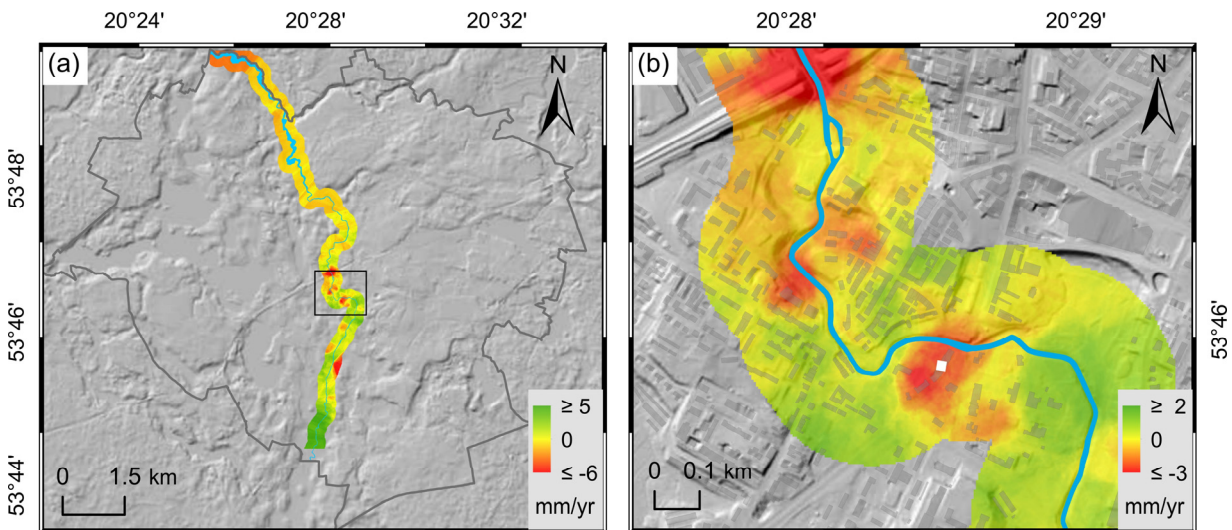 20°24' 20°28' 20°32' 20°28' 20°29'
(a) N (b) N
53°48'
53°46'
53°44'
53°46'
≥ 5
0
≤ -6
mm/yr
0 1.5 km
≥ 2
0
≤ -3
mm/yr
0 0.1 km